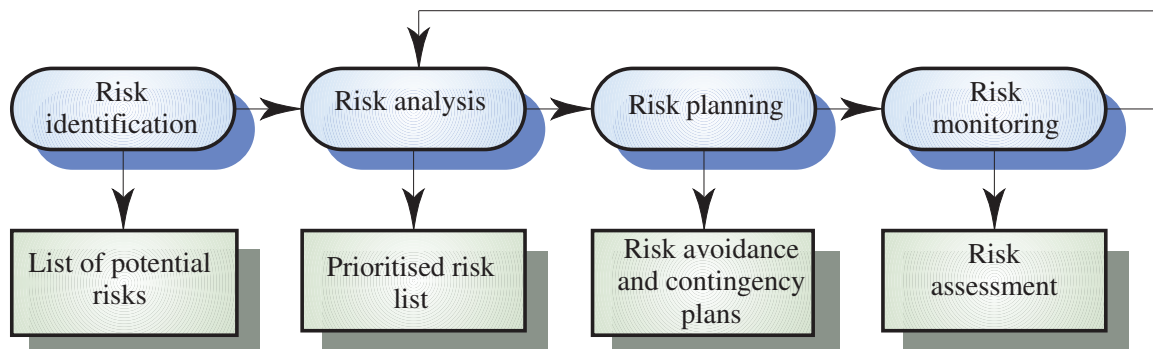 Risk
identification
Risk analysis
Risk planning
Risk
monitoring
List of potential
risks
Prioritised risk
list
Risk avoidance
and contingency
plans
Risk
assessment